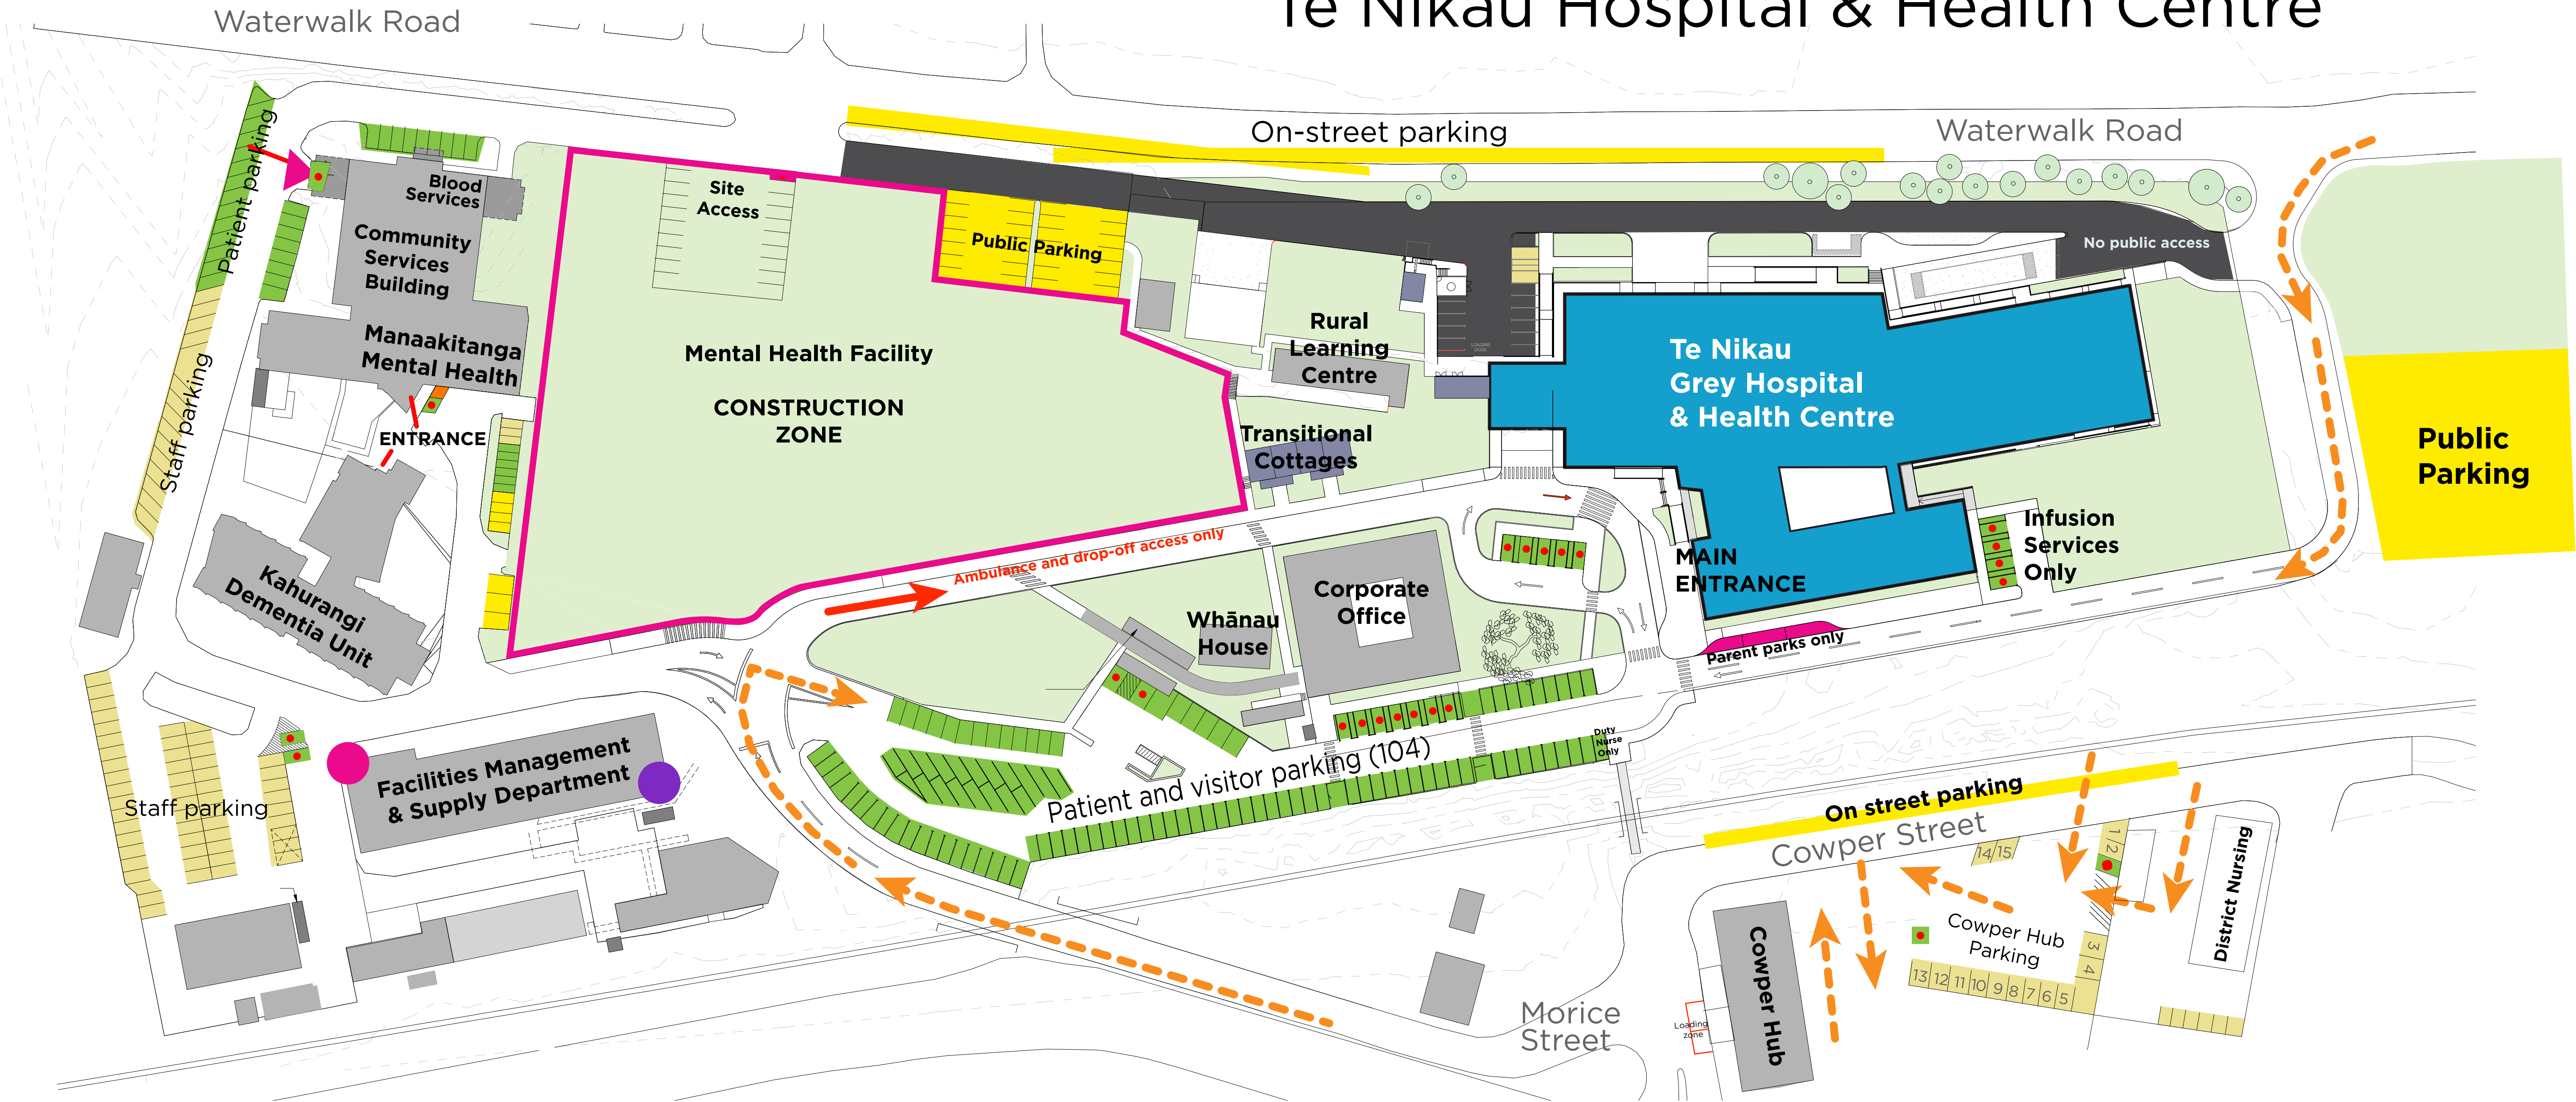 Te Nikau Hospital & Health Centre
Waterwalk Road
On-street parking
Waterwalk Road
Patient parking
Blood
Services
Site
Access
Community
Services
Building
Public Parking
No public access
Manaakitanga
Mental Health
Mental Health Facility
CONSTRUCTION
ZONE
Rural
Learning
Centre
LOADING
DOCK
Te Nikau
Grey Hospital
& Health Centre
Staff parking
ENTRANCE
Transitional
Cottages
Public
Parking
Ambulance and drop-off access only
MAIN
ENTRANCE
Infusion
Services
Only
Kahurangi
Dementia Unit
Corporate
Office
Whānau
House
Parent parks only
Facilities Management
& Supply Department
Staff parking
Patient and visitor parking (104)
Duty
Nurse
Only
On street parking
Cowper Street
14 15
1 2
District Nursing
Cowper Hub
Parking
3
4
13 12 11 10 9 8 7 6 5
Cowper Hub
Loading
zone
Morice
Street